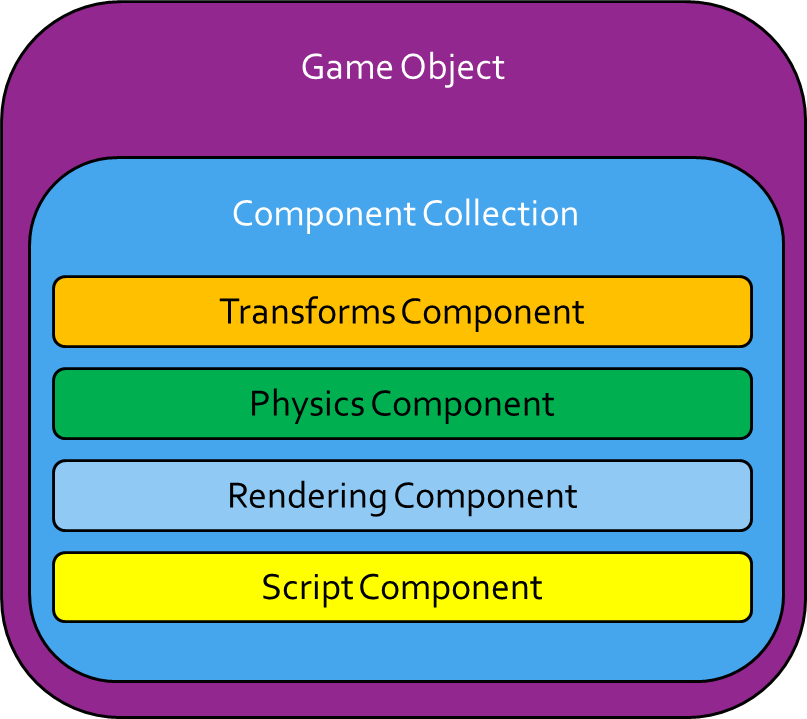 Game Object
Component Collection
Transforms Component
Physics Component
Rendering Component
Script Component